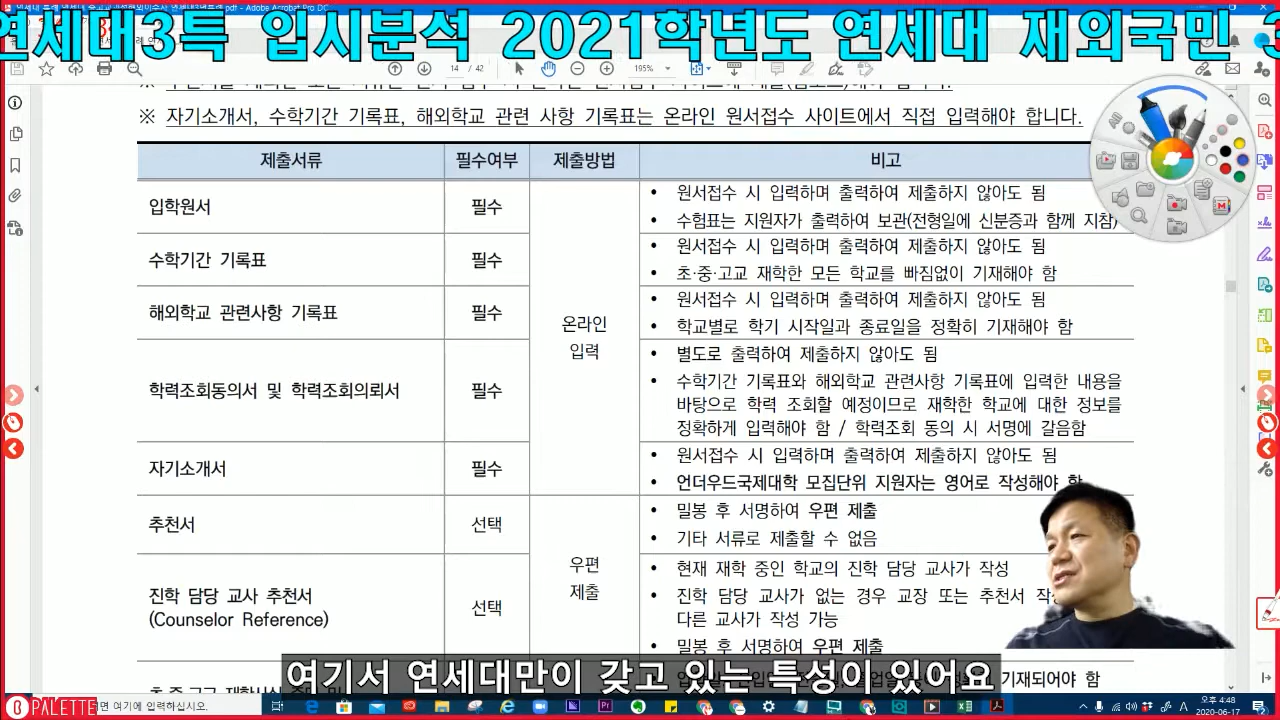 연세대3특 입시분석 2021학년도 연세대 재외국민 3
14 / 42
195%
※ 자기소개서, 수학기간 기록표, 해외학교 관련 사항 기록표는 온라인 원서접수 사이트에서 직접 입력해야 합니다.
제출서류 필수여부 제출방법 비고
입학원서 필수
• 원서접수 시 입력하며 출력하여 제출하지 않아도 됨
• 수험표는 지원자가 출력하여 보관(전형일에 신분증과 함께 지참)
수학기간 기록표 필수
• 원서접수 시 입력하며 출력하여 제출하지 않아도 됨
• 초·중·고교 재학한 모든 학교를 빠짐없이 기재해야 함
해외학교 관련사항 기록표 필수
온라인
입력
• 원서접수 시 입력하며 출력하여 제출하지 않아도 됨
• 학교별로 학기 시작일과 종료일을 정확히 기재해야 함
학력조회동의서 및 학력조회의뢰서 필수
• 별도로 출력하여 제출하지 않아도 됨
• 수학기간 기록표와 해외학교 관련사항 기록표에 입력한 내용을
바탕으로 학력 조회할 예정이므로 재학한 학교에 대한 정보를
정확하게 입력해야 함 / 학력조회 동의 시 서명에 갈음함
자기소개서 필수
• 원서접수 시 입력하며 출력하여 제출하지 않아도 됨
• 언더우드국제대학 모집단위 지원자는 영어로 작성해야 함
추천서 선택
우편
제출
• 밀봉 후 서명하여 우편 제출
• 기타 서류로 제출할 수 없음
진학 담당 교사 추천서
(Counselor Reference) 선택
• 현재 재학 중인 학교의 진학 담당 교사가 작성
• 진학 담당 교사가 없는 경우 교장 또는 추천서
다른 교사가 작성 가능
• 밀봉 후 서명하여 우편 제출
기재되어야 함
여기서 연세대만이 갖고 있는 특성이 있어요
PALETTE
면 여기에 입력하십시오.
오후 4:48
2020-06-17